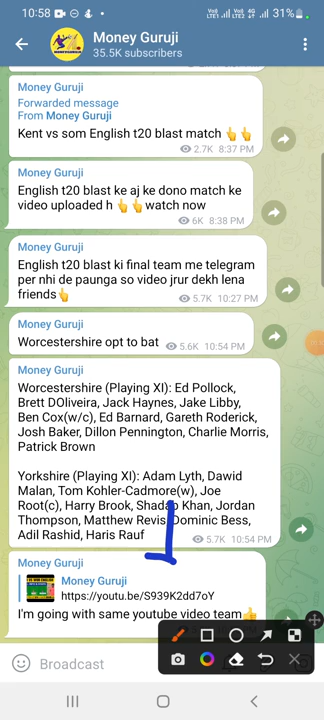 10:58
Vo)) LTE1
Vo)) LTE2
4G
31%
Money Guruji
35.5K subscribers
Money Guruji
Forwarded message
From Money Guruji
Kent vs som English t20 blast match 👆👆
2.7K 8:37 PM
Money Guruji
English t20 blast ke aj ke dono match ke
video uploaded h 👆👆watch now
6K 8:38 PM
Money Guruji
English t20 blast ki final team me telegram
per nhi de paunga so video jrur dekh lena
friends👆
5.7K 10:27 PM
Money Guruji
Worcestershire opt to bat
5.6K 10:54 PM
Money Guruji
Worcestershire (Playing XI): Ed Pollock,
Brett DOliveira, Jack Haynes, Jake Libby,
Ben Cox(w/c), Ed Barnard, Gareth Roderick,
Josh Baker, Dillon Pennington, Charlie Morris,
Patrick Brown
Yorkshire (Playing XI): Adam Lyth, Dawid
Malan, Tom Kohler-Cadmore(w), Joe
Root(c), Harry Brook, Shadab Khan, Jordan
Thompson, Matthew Revis, Dominic Bess,
Adil Rashid, Haris Rauf
5.7K 10:54 PM
Money Guruji
Money Guruji
https://youtu.be/S939K2dd7oY
I'm going with same youtube video team👍
Broadcast